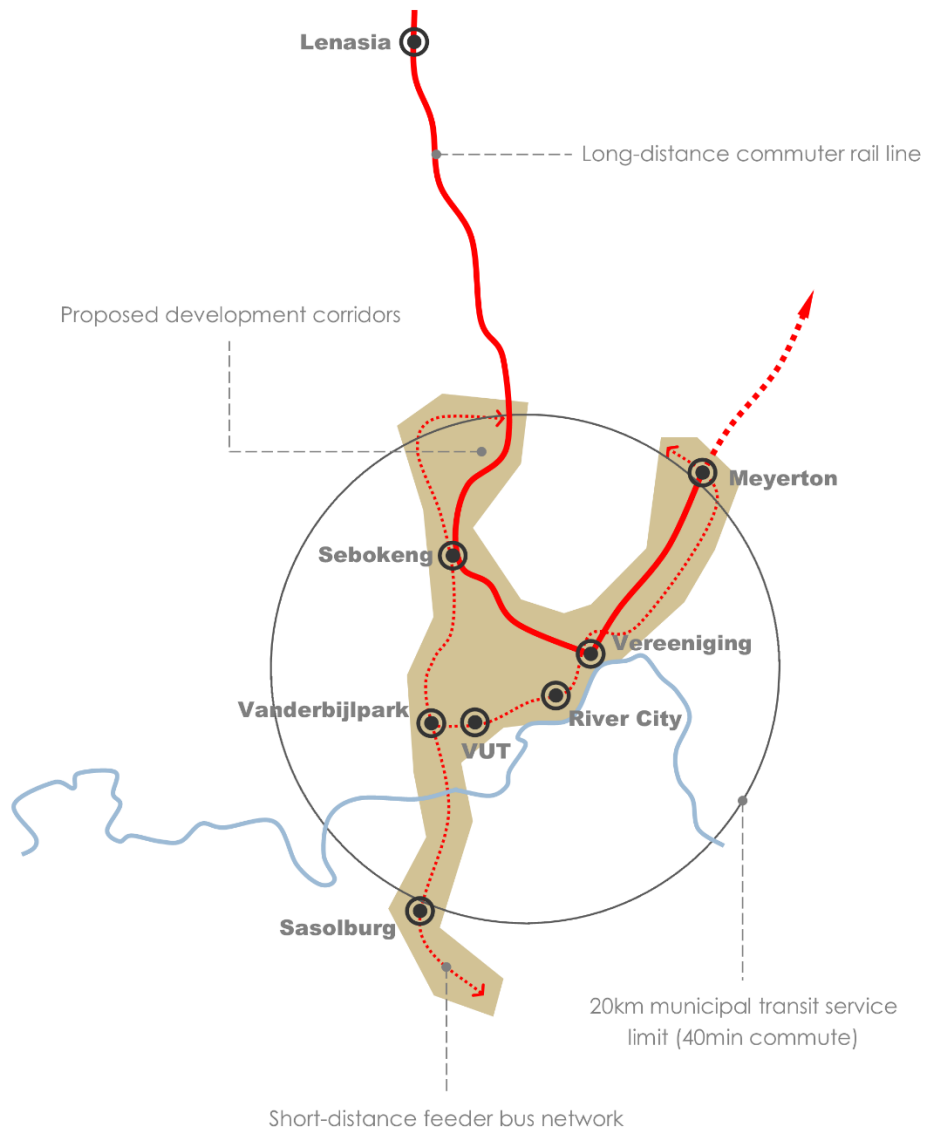 Lenasia
Long-distance commuter rail line
Proposed development corridors
Meyerton
Sebokeng
Vereeniging
Vanderbijlpark
River City
VUT
Sasolburg
20km municipal transit service
limit (40min commute)
Short-distance feeder bus network